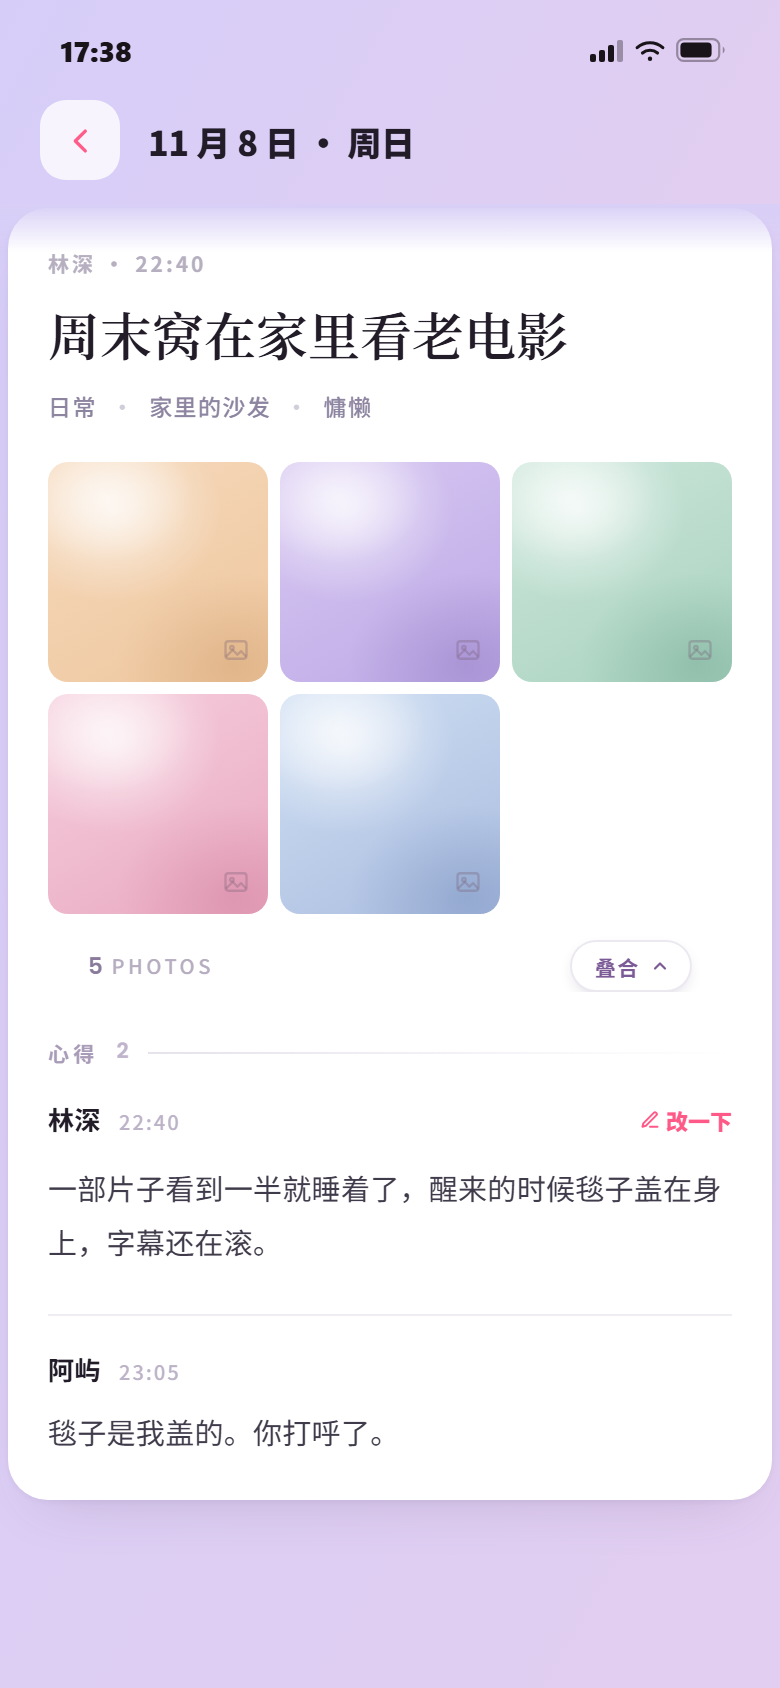 17:38
11 月 8 日 · 周日
林深 · 22:40
周末窝在家里看老电影
日常 · 家里的沙发 · 慵懒
5 PHOTOS
叠合
心得 2
林深 22:40
改一下
一部片子看到一半就睡着了，醒来的时候毯子盖在身
上，字幕还在滚。
阿屿 23:05
毯子是我盖的。你打呼了。